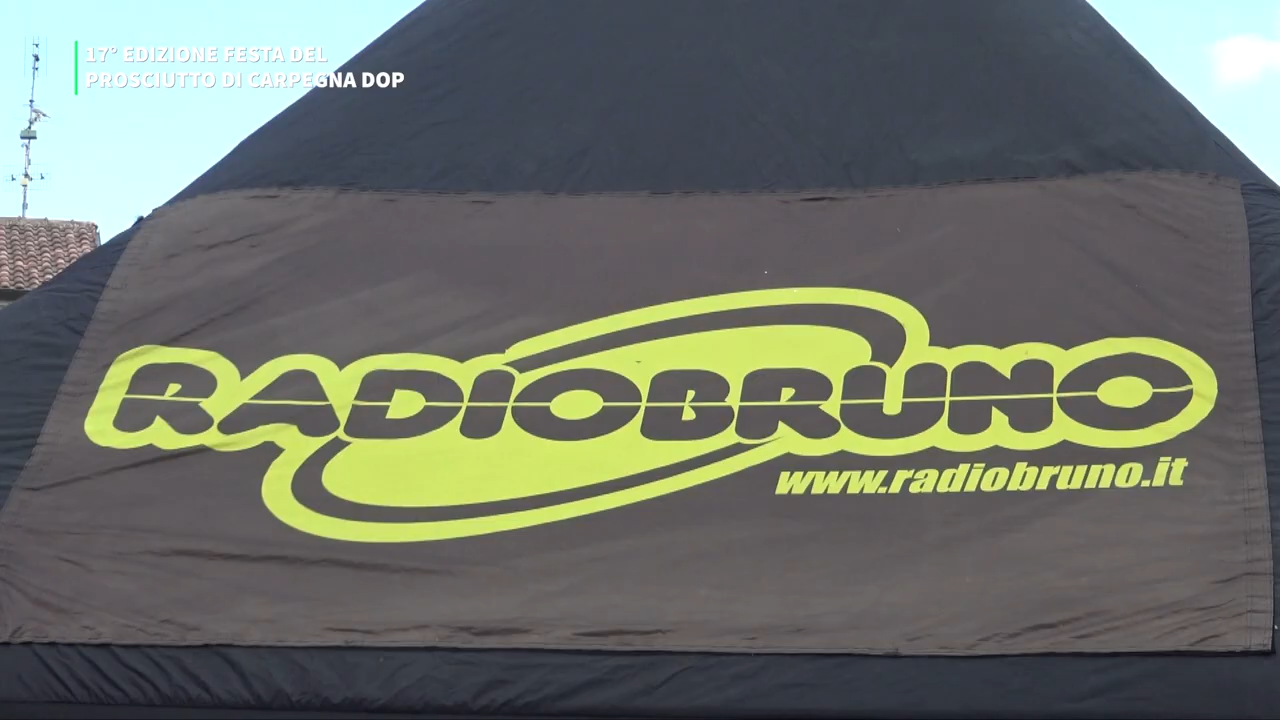 17° EDIZIONE FESTA DEL
PROSCIUTTO DI CARPEGNA DOP
RADIOBRUNO
www.radiobruno.it